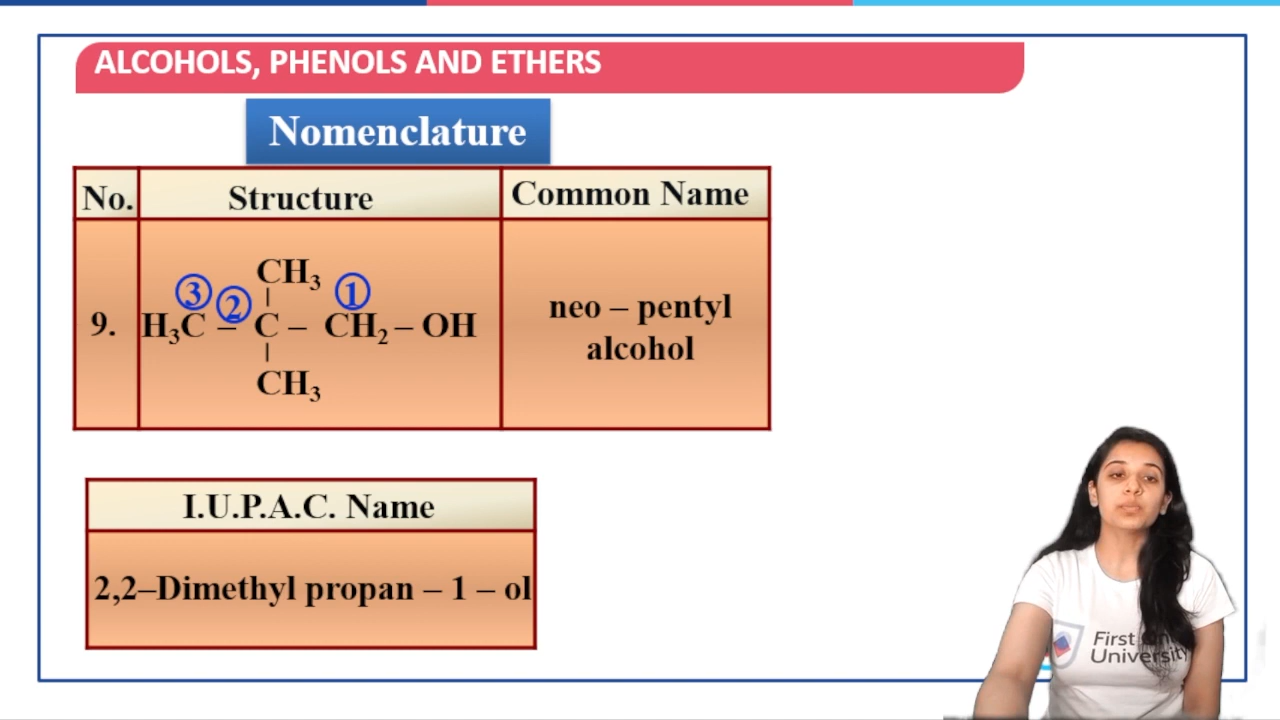 ALCOHOLS, PHENOLS AND ETHERS
Nomenclature
No. Structure Common Name
CH3
3 2 1
9. H3C – C – CH2 – OH
CH3
neo – pentyl
alcohol
I.U.P.A.C. Name
2,2–Dimethyl propan – 1 – ol
First
University